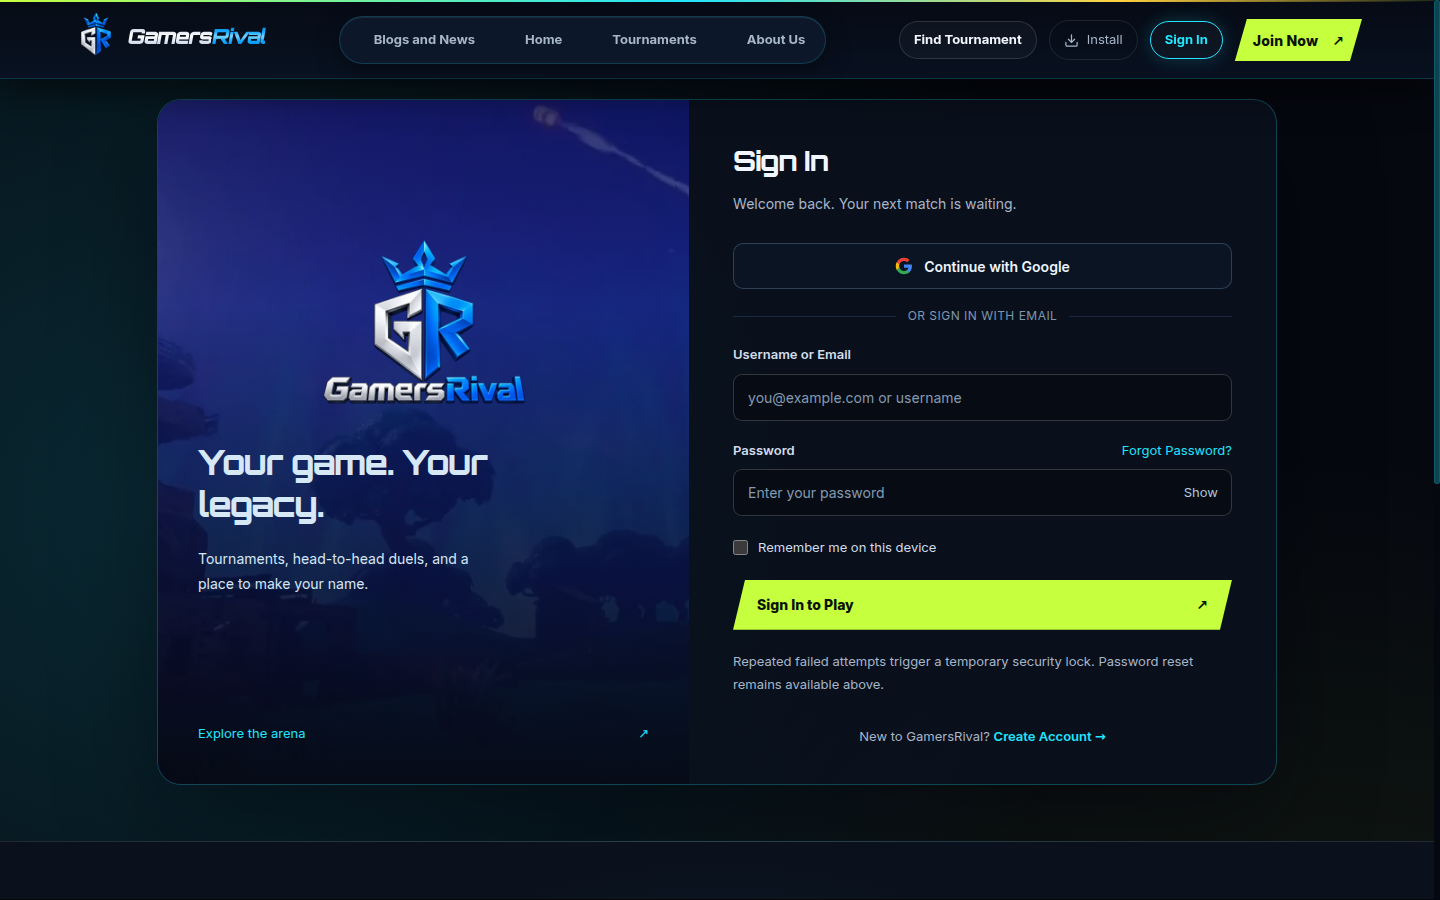 GamersRival
Blogs and News
Home
Tournaments
About Us
Find Tournament
Install
Sign In
Join Now ↗
GR
GamersRival
Your game. Your
legacy.
Tournaments, head-to-head duels, and a
place to make your name.
Explore the arena ↗
Sign In
Welcome back. Your next match is waiting.
Continue with Google
OR SIGN IN WITH EMAIL
Username or Email
you@example.com or username
Password
Forgot Password?
Enter your password
Show
Remember me on this device
Sign In to Play ↗
Repeated failed attempts trigger a temporary security lock. Password reset
remains available above.
New to GamersRival? Create Account →